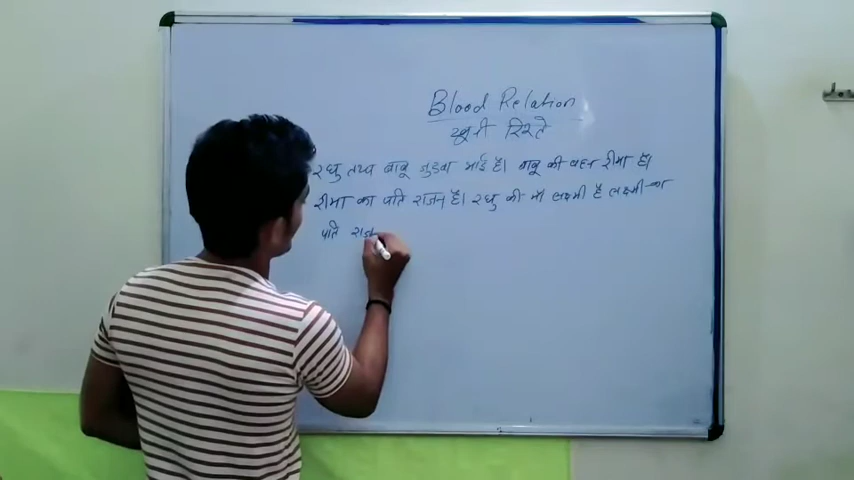 Blood Relation
खूनी रिश्ते
रघु तथा बाबू जुड़वा भाई है। बाबू की बहन रीमा है।
रीमा का पति राजन है। रघु की माँ लक्ष्मी है लक्ष्मी का
पति